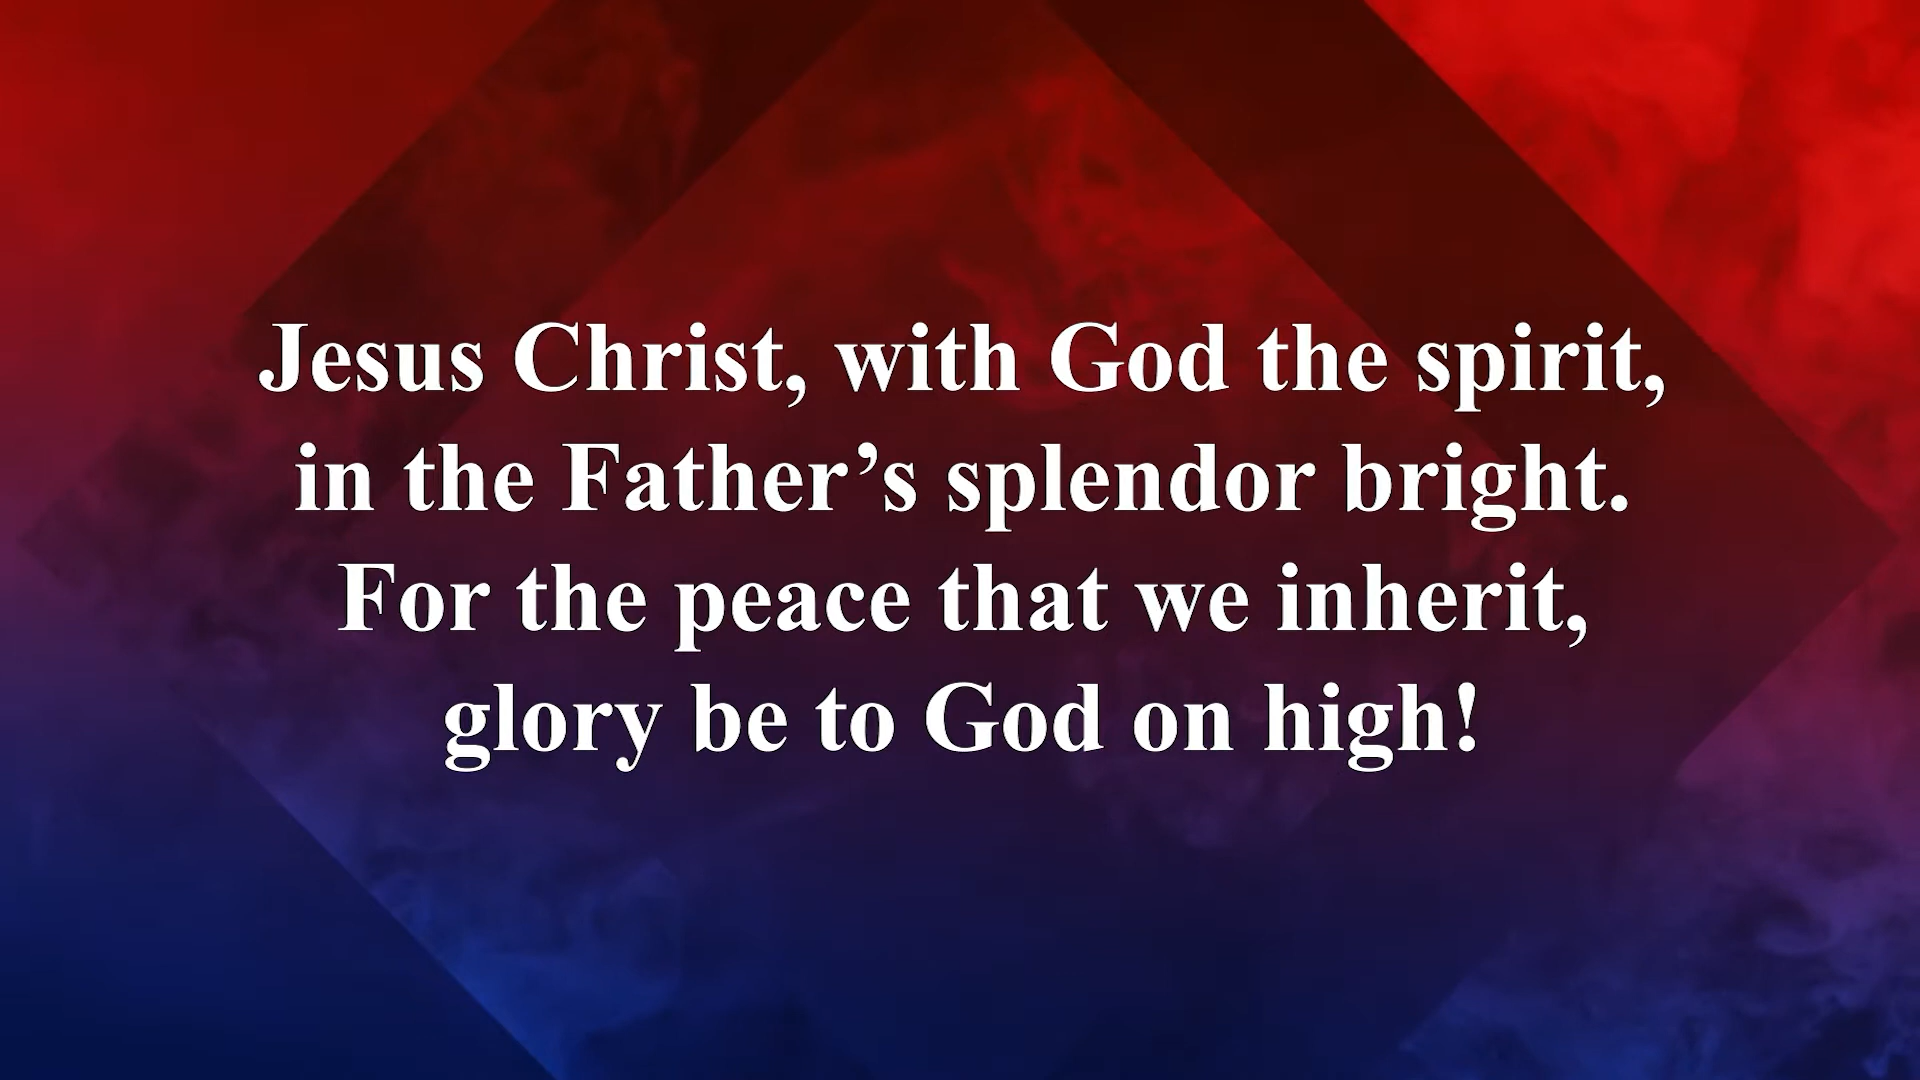 Jesus Christ, with God the spirit,
in the Father’s splendor bright.
For the peace that we inherit,
glory be to God on high!